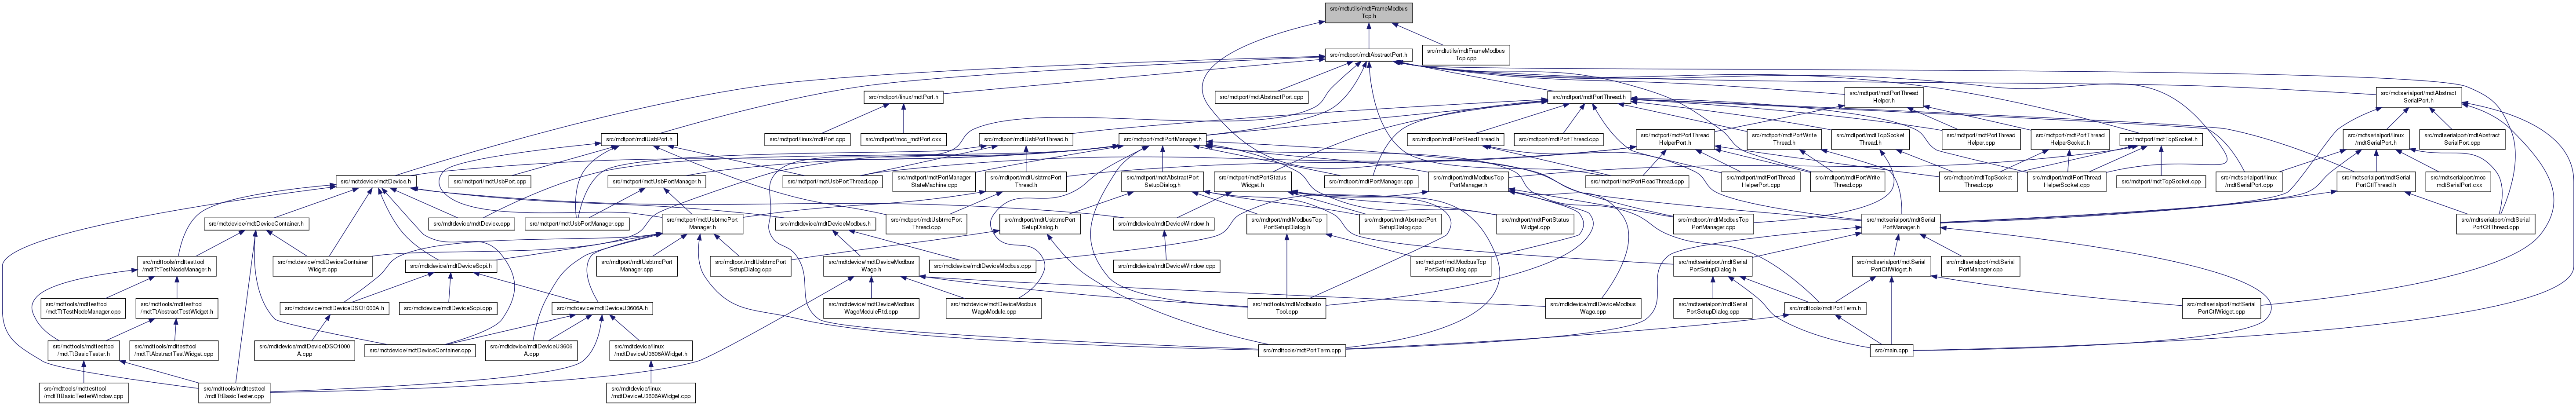 src/mdtutils/mdtFrameModbus
Tcp.h
src/mdtport/mdtAbstractPort.h
src/mdtutils/mdtFrameModbus
Tcp.cpp
src/mdtport/linux/mdtPort.h
src/mdtport/mdtAbstractPort.cpp
src/mdtport/mdtPortThread.h
src/mdtport/mdtPortThread
Helper.h
src/mdtserialport/mdtAbstract
SerialPort.h
src/mdtport/mdtUsbPort.h
src/mdtport/linux/mdtPort.cpp
src/mdtport/moc_mdtPort.cxx
src/mdtport/mdtUsbPortThread.h
src/mdtport/mdtPortManager.h
src/mdtport/mdtPortReadThread.h
src/mdtport/mdtPortThread.cpp
src/mdtport/mdtPortThread
HelperPort.h
src/mdtport/mdtPortWrite
Thread.h
src/mdtport/mdtTcpSocket
Thread.h
src/mdtport/mdtPortThread
Helper.cpp
src/mdtport/mdtPortThread
HelperSocket.h
src/mdtport/mdtTcpSocket.h
src/mdtserialport/linux
/mdtSerialPort.h
src/mdtserialport/mdtAbstract
SerialPort.cpp
src/mdtdevice/mdtDevice.h
src/mdtport/mdtUsbPort.cpp
src/mdtport/mdtUsbPortManager.h
src/mdtport/mdtUsbPortThread.cpp
src/mdtport/mdtPortManager
StateMachine.cpp
src/mdtport/mdtUsbtmcPort
Thread.h
src/mdtport/mdtAbstractPort
SetupDialog.h
src/mdtport/mdtPortStatus
Widget.h
src/mdtport/mdtPortManager.cpp
src/mdtport/mdtModbusTcp
PortManager.h
src/mdtport/mdtPortReadThread.cpp
src/mdtport/mdtPortThread
HelperPort.cpp
src/mdtport/mdtPortWrite
Thread.cpp
src/mdtport/mdtTcpSocket
Thread.cpp
src/mdtport/mdtPortThread
HelperSocket.cpp
src/mdtport/mdtTcpSocket.cpp
src/mdtserialport/linux
/mdtSerialPort.cpp
src/mdtserialport/mdtSerial
PortCtlThread.h
src/mdtserialport/moc
_mdtSerialPort.cxx
src/mdtdevice/mdtDeviceContainer.h
src/mdtdevice/mdtDevice.cpp
src/mdtport/mdtUsbPortManager.cpp
src/mdtport/mdtUsbtmcPort
Manager.h
src/mdtdevice/mdtDeviceModbus.h
src/mdtport/mdtUsbtmcPort
Thread.cpp
src/mdtport/mdtUsbtmcPort
SetupDialog.h
src/mdtdevice/mdtDeviceWindow.h
src/mdtport/mdtModbusTcp
PortSetupDialog.h
src/mdtport/mdtAbstractPort
SetupDialog.cpp
src/mdtport/mdtPortStatus
Widget.cpp
src/mdtport/mdtModbusTcp
PortManager.cpp
src/mdtserialport/mdtSerial
PortManager.h
src/mdtserialport/mdtSerial
PortCtlThread.cpp
src/mdttools/mdttesttool
/mdtTtTestNodeManager.h
src/mdtdevice/mdtDeviceContainer
Widget.cpp
src/mdtdevice/mdtDeviceScpi.h
src/mdtport/mdtUsbtmcPort
Manager.cpp
src/mdtport/mdtUsbtmcPort
SetupDialog.cpp
src/mdtdevice/mdtDeviceModbus
Wago.h
src/mdtdevice/mdtDeviceModbus.cpp
src/mdtdevice/mdtDeviceWindow.cpp
src/mdtport/mdtModbusTcp
PortSetupDialog.cpp
src/mdtserialport/mdtSerial
PortSetupDialog.h
src/mdtserialport/mdtSerial
PortCtlWidget.h
src/mdtserialport/mdtSerial
PortManager.cpp
src/mdttools/mdttesttool
/mdtTtTestNodeManager.cpp
src/mdttools/mdttesttool
/mdtTtAbstractTestWidget.h
src/mdtdevice/mdtDeviceDSO1000A.h
src/mdtdevice/mdtDeviceScpi.cpp
src/mdtdevice/mdtDeviceU3606A.h
src/mdtdevice/mdtDeviceModbus
WagoModuleRtd.cpp
src/mdtdevice/mdtDeviceModbus
WagoModule.cpp
src/mdttools/mdtModbusIo
Tool.cpp
src/mdtdevice/mdtDeviceModbus
Wago.cpp
src/mdtserialport/mdtSerial
PortSetupDialog.cpp
src/mdttools/mdtPortTerm.h
src/mdtserialport/mdtSerial
PortCtlWidget.cpp
src/mdttools/mdttesttool
/mdtTtBasicTester.h
src/mdttools/mdttesttool
/mdtTtAbstractTestWidget.cpp
src/mdtdevice/mdtDeviceDSO1000
A.cpp
src/mdtdevice/mdtDeviceContainer.cpp
src/mdtdevice/mdtDeviceU3606
A.cpp
src/mdtdevice/linux
/mdtDeviceU3606AWidget.h
src/mdttools/mdtPortTerm.cpp
src/main.cpp
src/mdttools/mdttesttool
/mdtTtBasicTesterWindow.cpp
src/mdttools/mdttesttool
/mdtTtBasicTester.cpp
src/mdtdevice/linux
/mdtDeviceU3606AWidget.cpp